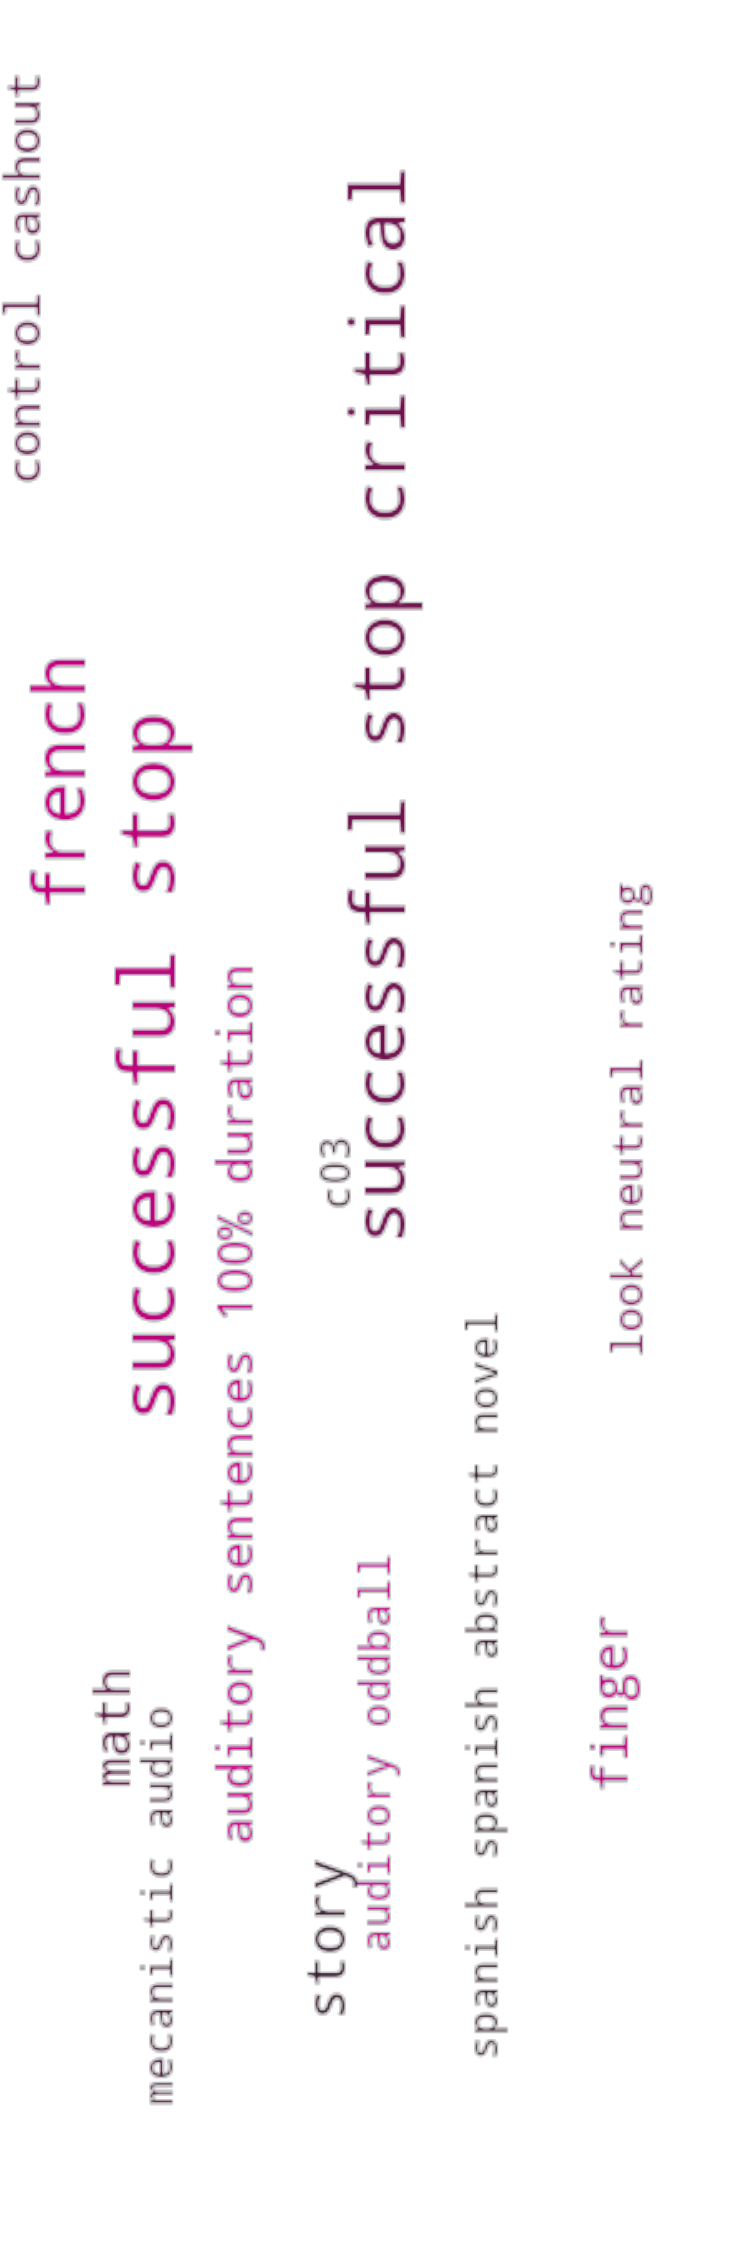 control cashout
french
math
successful stop
mecanistic audio
auditory sentences 100% duration
story
c03
auditory oddball
successful stop critical
spanish spanish abstract novel
finger
look neutral rating